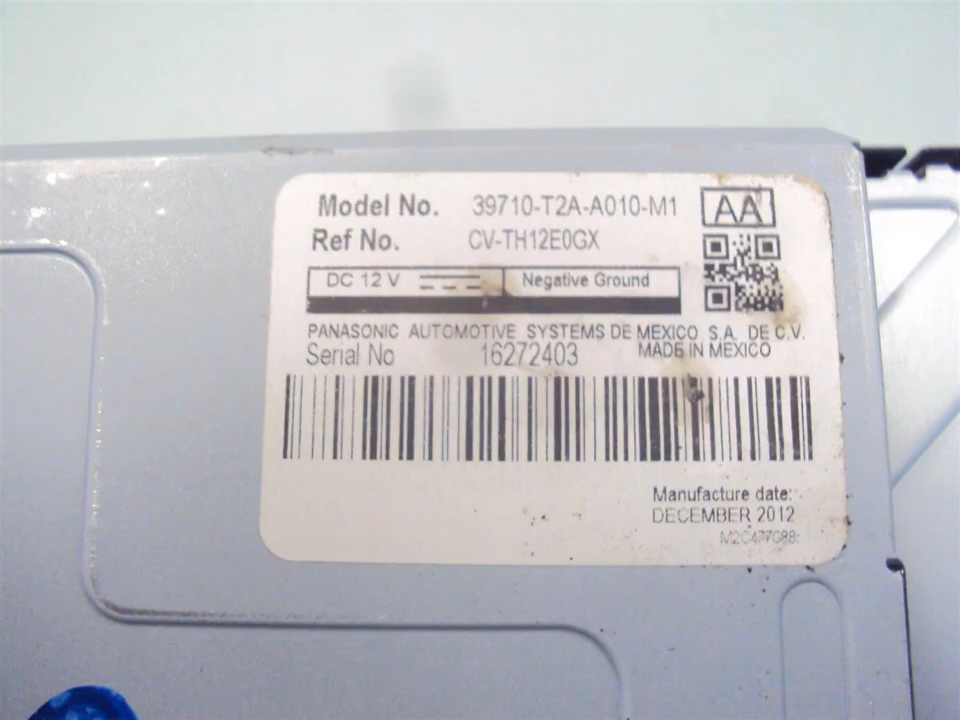 Model No. 39710-T2A-A010-M1 AA
Ref No. CV-TH12E0GX
DC 12 V Negative Ground
PANASONIC AUTOMOTIVE SYSTEMS DE MEXICO S.A. DE C.V.
Serial No 16272403 MADE IN MEXICO
Manufacture date:
DECEMBER 2012